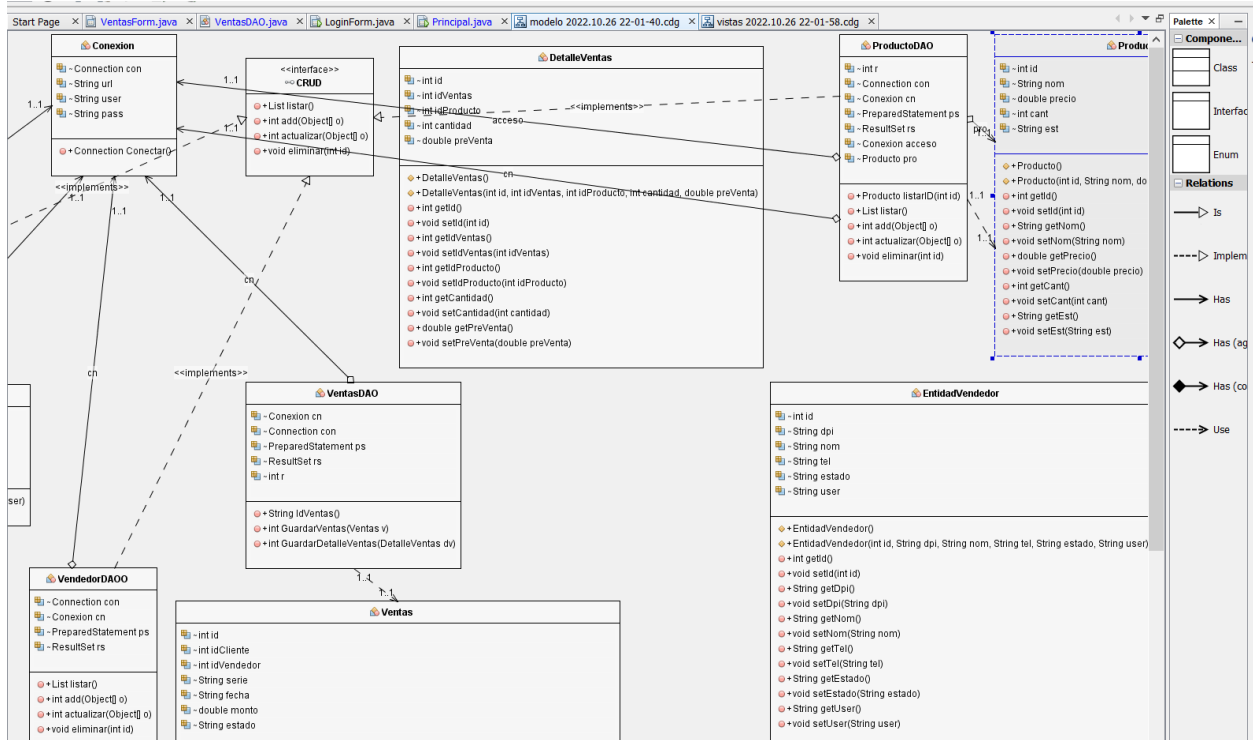 Start Page
VentasForm.java
VentasDAO.java
LoginForm.java
Principal.java
modelo 2022.10.26 22-01-40.cdg
vistas 2022.10.26 22-01-58.cdg
Palette
Conexion
~Connection con
~String url
~String user
~String pass
+Connection Conectar()
<<interface>>
CRUD
+List listar()
+int add(Object[] o)
+int actualizar(Object[] o)
+void eliminar(int id)
DetalleVentas
~int id
~int idVentas
~int idProducto
~int cantidad
~double preVenta
+DetalleVentas()
+DetalleVentas(int id, int idVentas, int idProducto, int cantidad, double preVenta)
+int getId()
+void setId(int id)
+int getIdVentas()
+void setIdVentas(int idVentas)
+int getIdProducto()
+void setIdProducto(int idProducto)
+int getCantidad()
+void setCantidad(int cantidad)
+double getPreVenta()
+void setPreVenta(double preVenta)
ProductoDAO
~int r
~Connection con
~Conexion cn
~PreparedStatement ps
~ResultSet rs
~Conexion acceso
~Producto pro
+Producto listarID(int id)
+List listar()
+int add(Object[] o)
+int actualizar(Object[] o)
+void eliminar(int id)
Produc
~int id
~String nom
~double precio
~int cant
~String est
+Producto()
+Producto(int id, String nom, do
+int getId()
+void setId(int id)
+String getNom()
+void setNom(String nom)
+double getPrecio()
+void setPrecio(double precio)
+int getCant()
+void setCant(int cant)
+String getEst()
+void setEst(String est)
Compone...
Class
Interfac
Enum
Relations
Is
Implem
Has
Has (ag
Has (co
Use
1..1
1..1
1..1
<<implements>>
acceso
pro
1..1
<<implements>>
1..1
1..1
1..1
cn
1..1
1..1
cn
cn
<<implements>>
VentasDAO
~Conexion cn
~Connection con
~PreparedStatement ps
~ResultSet rs
~int r
+String IdVentas()
+int GuardarVentas(Ventas v)
+int GuardarDetalleVentas(DetalleVentas dv)
1..1
1..1
EntidadVendedor
~int id
~String dpi
~String nom
~String tel
~String estado
~String user
+EntidadVendedor()
+EntidadVendedor(int id, String dpi, String nom, String tel, String estado, String user)
+int getId()
+void setId(int id)
+String getDpi()
+void setDpi(String dpi)
+String getNom()
+void setNom(String nom)
+String getTel()
+void setTel(String tel)
+String getEstado()
+void setEstado(String estado)
+String getUser()
+void setUser(String user)
ser)
VendedorDAOO
~Connection con
~Conexion cn
~PreparedStatement ps
~ResultSet rs
+List listar()
+int add(Object[] o)
+int actualizar(Object[] o)
+void eliminar(int id)
Ventas
~int id
~int idCliente
~int idVendedor
~String serie
~String fecha
~double monto
~String estado